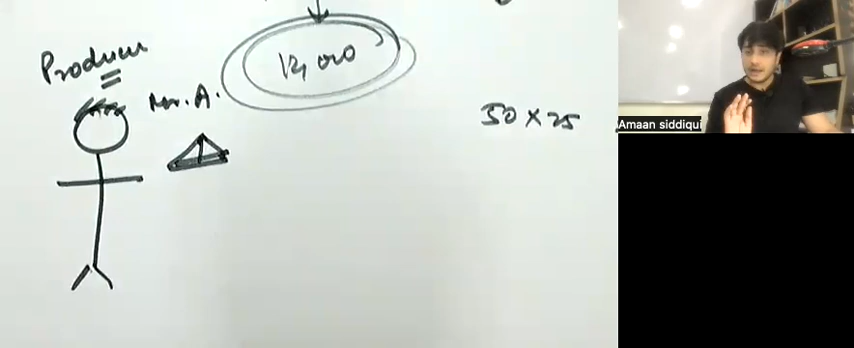 Producer
Mr. A.
12,000
50 × 25
Amaan siddiqui